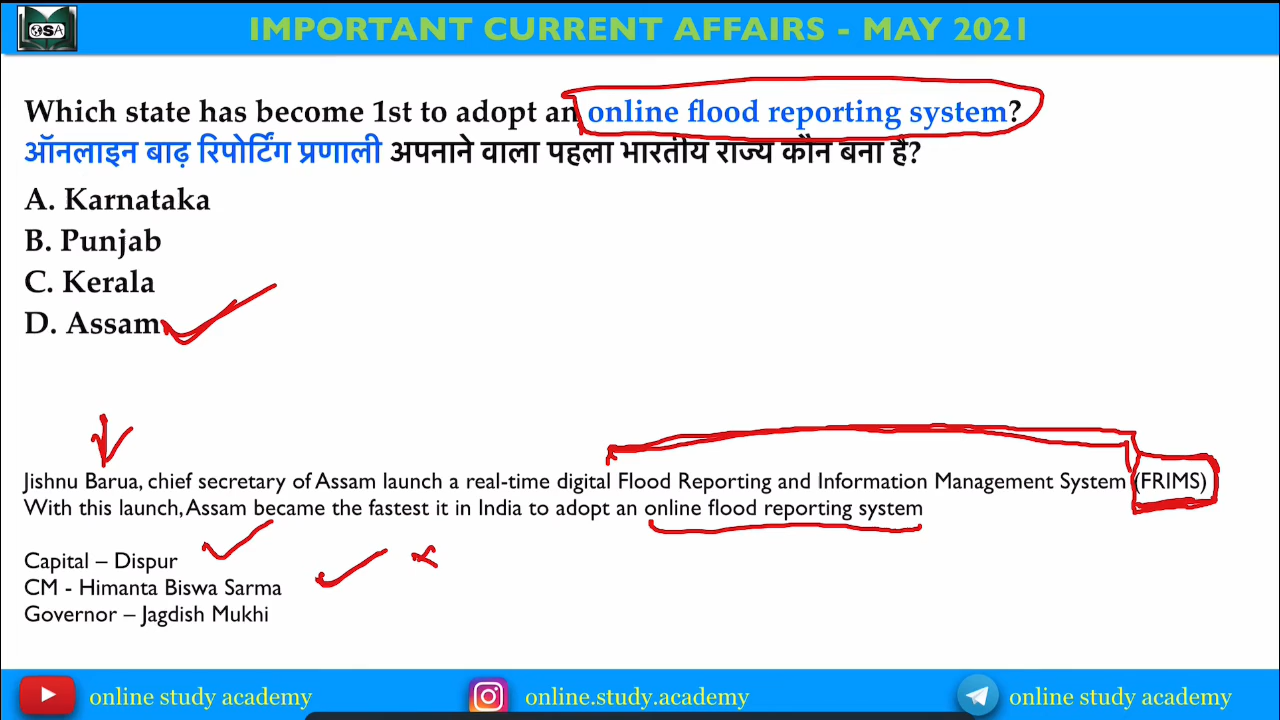 OSA
IMPORTANT CURRENT AFFAIRS - MAY 2021
Which state has become 1st to adopt an online flood reporting system?
ऑनलाइन बाढ़ रिपोर्टिंग प्रणाली अपनाने वाला पहला भारतीय राज्य कौन बना है?
A. Karnataka
B. Punjab
C. Kerala
D. Assam
Jishnu Barua, chief secretary of Assam launch a real-time digital Flood Reporting and Information Management System (FRIMS)
With this launch, Assam became the fastest it in India to adopt an online flood reporting system
Capital – Dispur
CM - Himanta Biswa Sarma
Governor – Jagdish Mukhi
online study academy
online.study.academy
online study academy